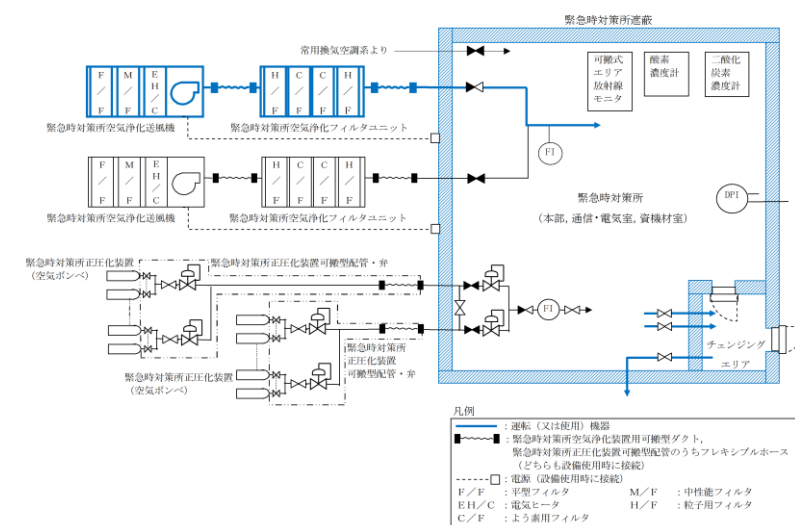 緊急時対策所遮蔽
常用換気空調系より
可搬式
エリア
放射線
モニタ
酸素
濃度計
二酸化
炭素
濃度計
F/F
M/F
EH/C
H/F
C/F
C/F
H/F
緊急時対策所空気浄化送風機
緊急時対策所空気浄化フィルタユニット
FI
F/F
M/F
EH/C
H/F
C/F
C/F
H/F
緊急時対策所空気浄化送風機
緊急時対策所空気浄化フィルタユニット
DPI
緊急時対策所
(本部,通信・電気室,資機材室)
緊急時対策所正圧化装置
(空気ボンベ)
緊急時対策所正圧化装置可搬型配管・弁
FI
緊急時対策所
正圧化装置
可搬型配管・弁
緊急時対策所正圧化装置
(空気ボンベ)
チェンジング
エリア
凡例
:運転(又は使用)機器
:緊急時対策所空気浄化装置用可搬型ダクト,
緊急時対策所正圧化装置可搬型配管のうちフレキシブルホース
(どちらも設備使用時に接続)
:電源(設備使用時に接続)
F/F :平型フィルタ M/F :中性能フィルタ
EH/C :電気ヒータ H/F :粒子用フィルタ
C/F :よう素用フィルタ